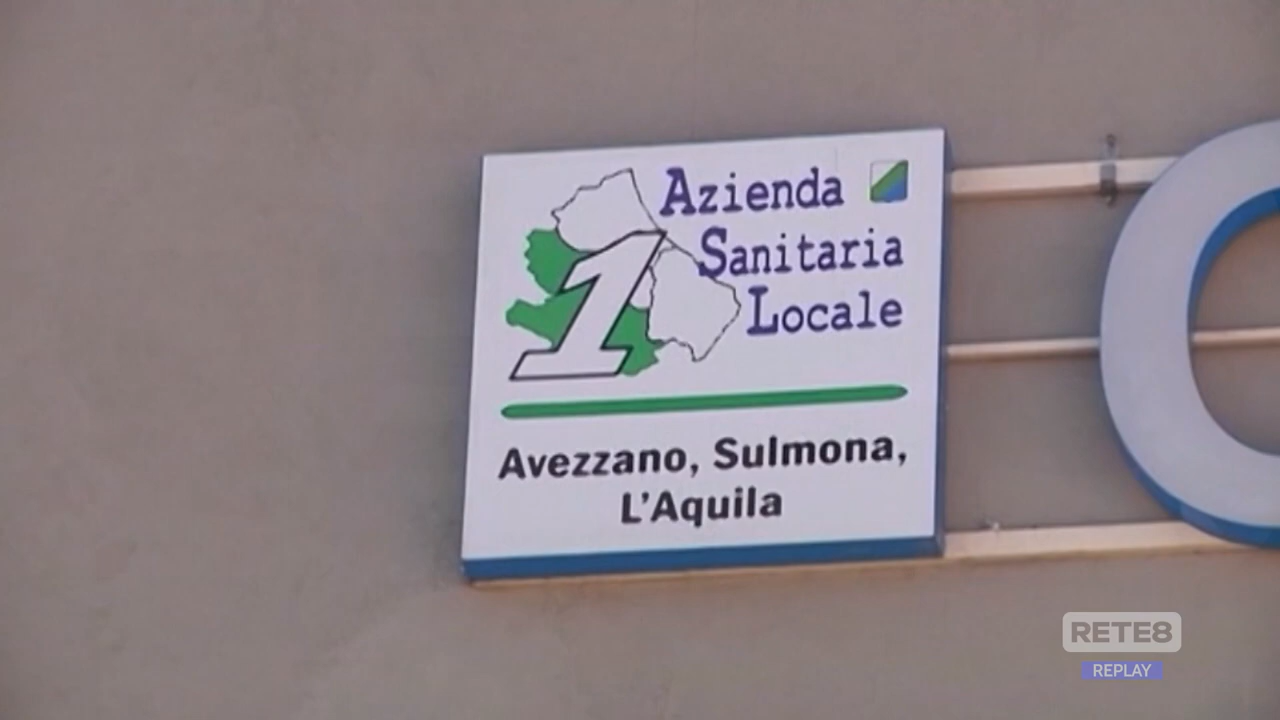 Azienda
Sanitaria
Locale
1
Avezzano, Sulmona,
L'Aquila
RETE8
REPLAY